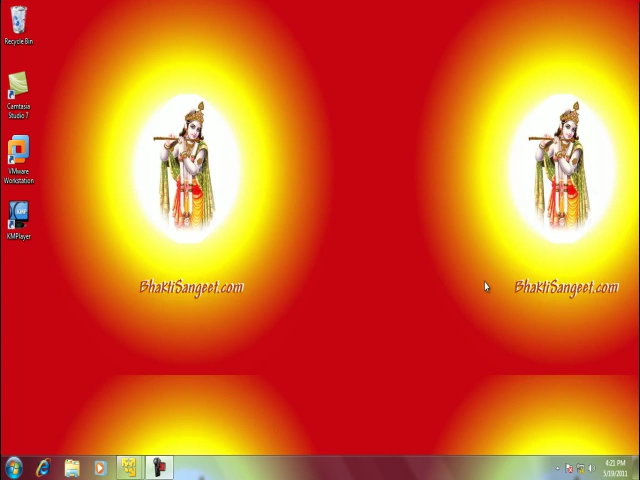 Recycle Bin
Camtasia
Studio 7
VMware
Workstation
KMPlayer
BhaktiSangeet.com
BhaktiSangeet.com
4:21 PM
5/19/2011